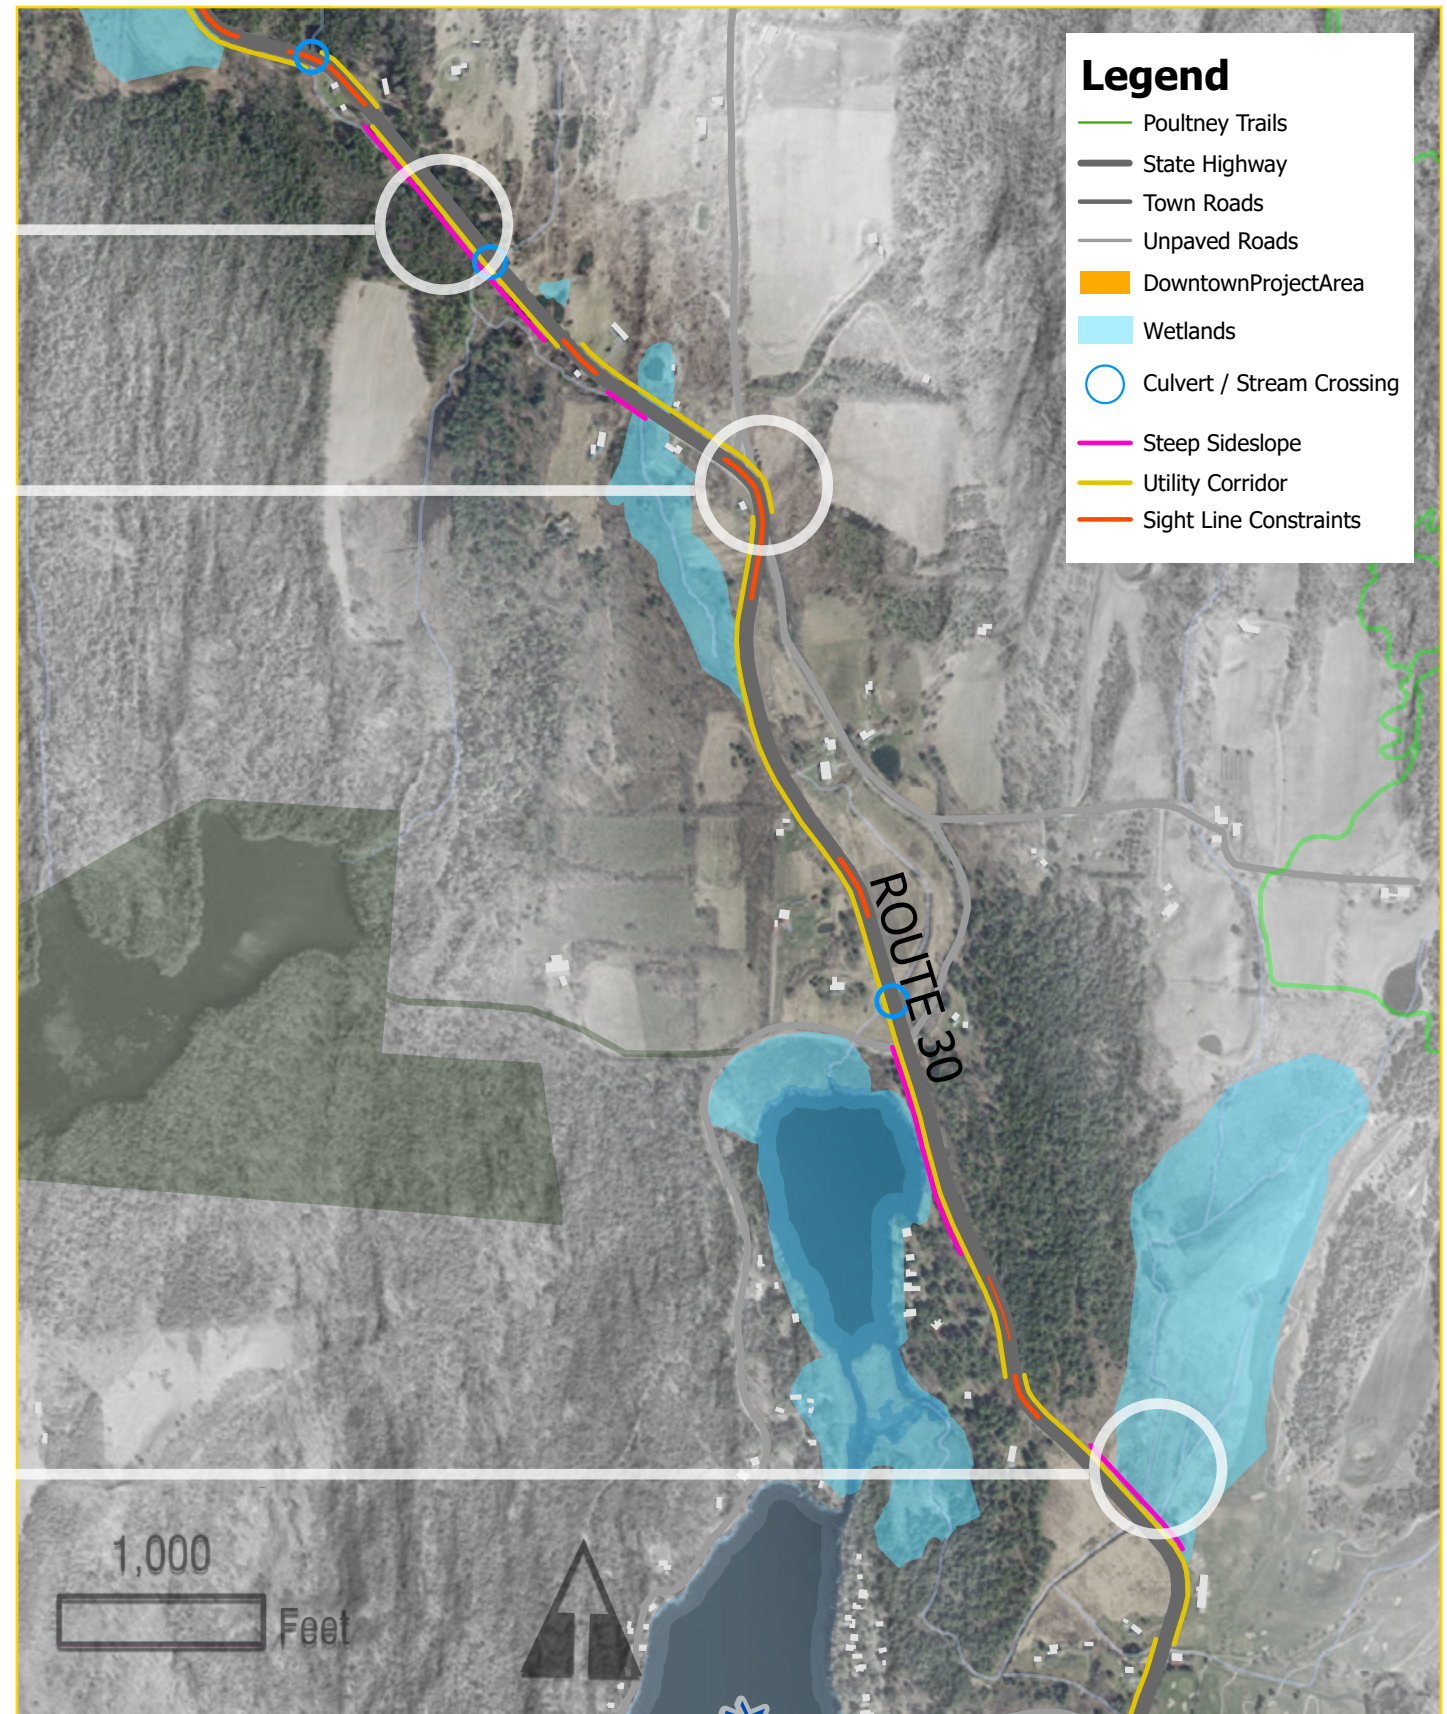 Legend
Poultney Trails
State Highway
Town Roads
Unpaved Roads
DowntownProjectArea
Wetlands
Culvert / Stream Crossing
Steep Sideslope
Utility Corridor
Sight Line Constraints
ROUTE 30
1,000
Feet